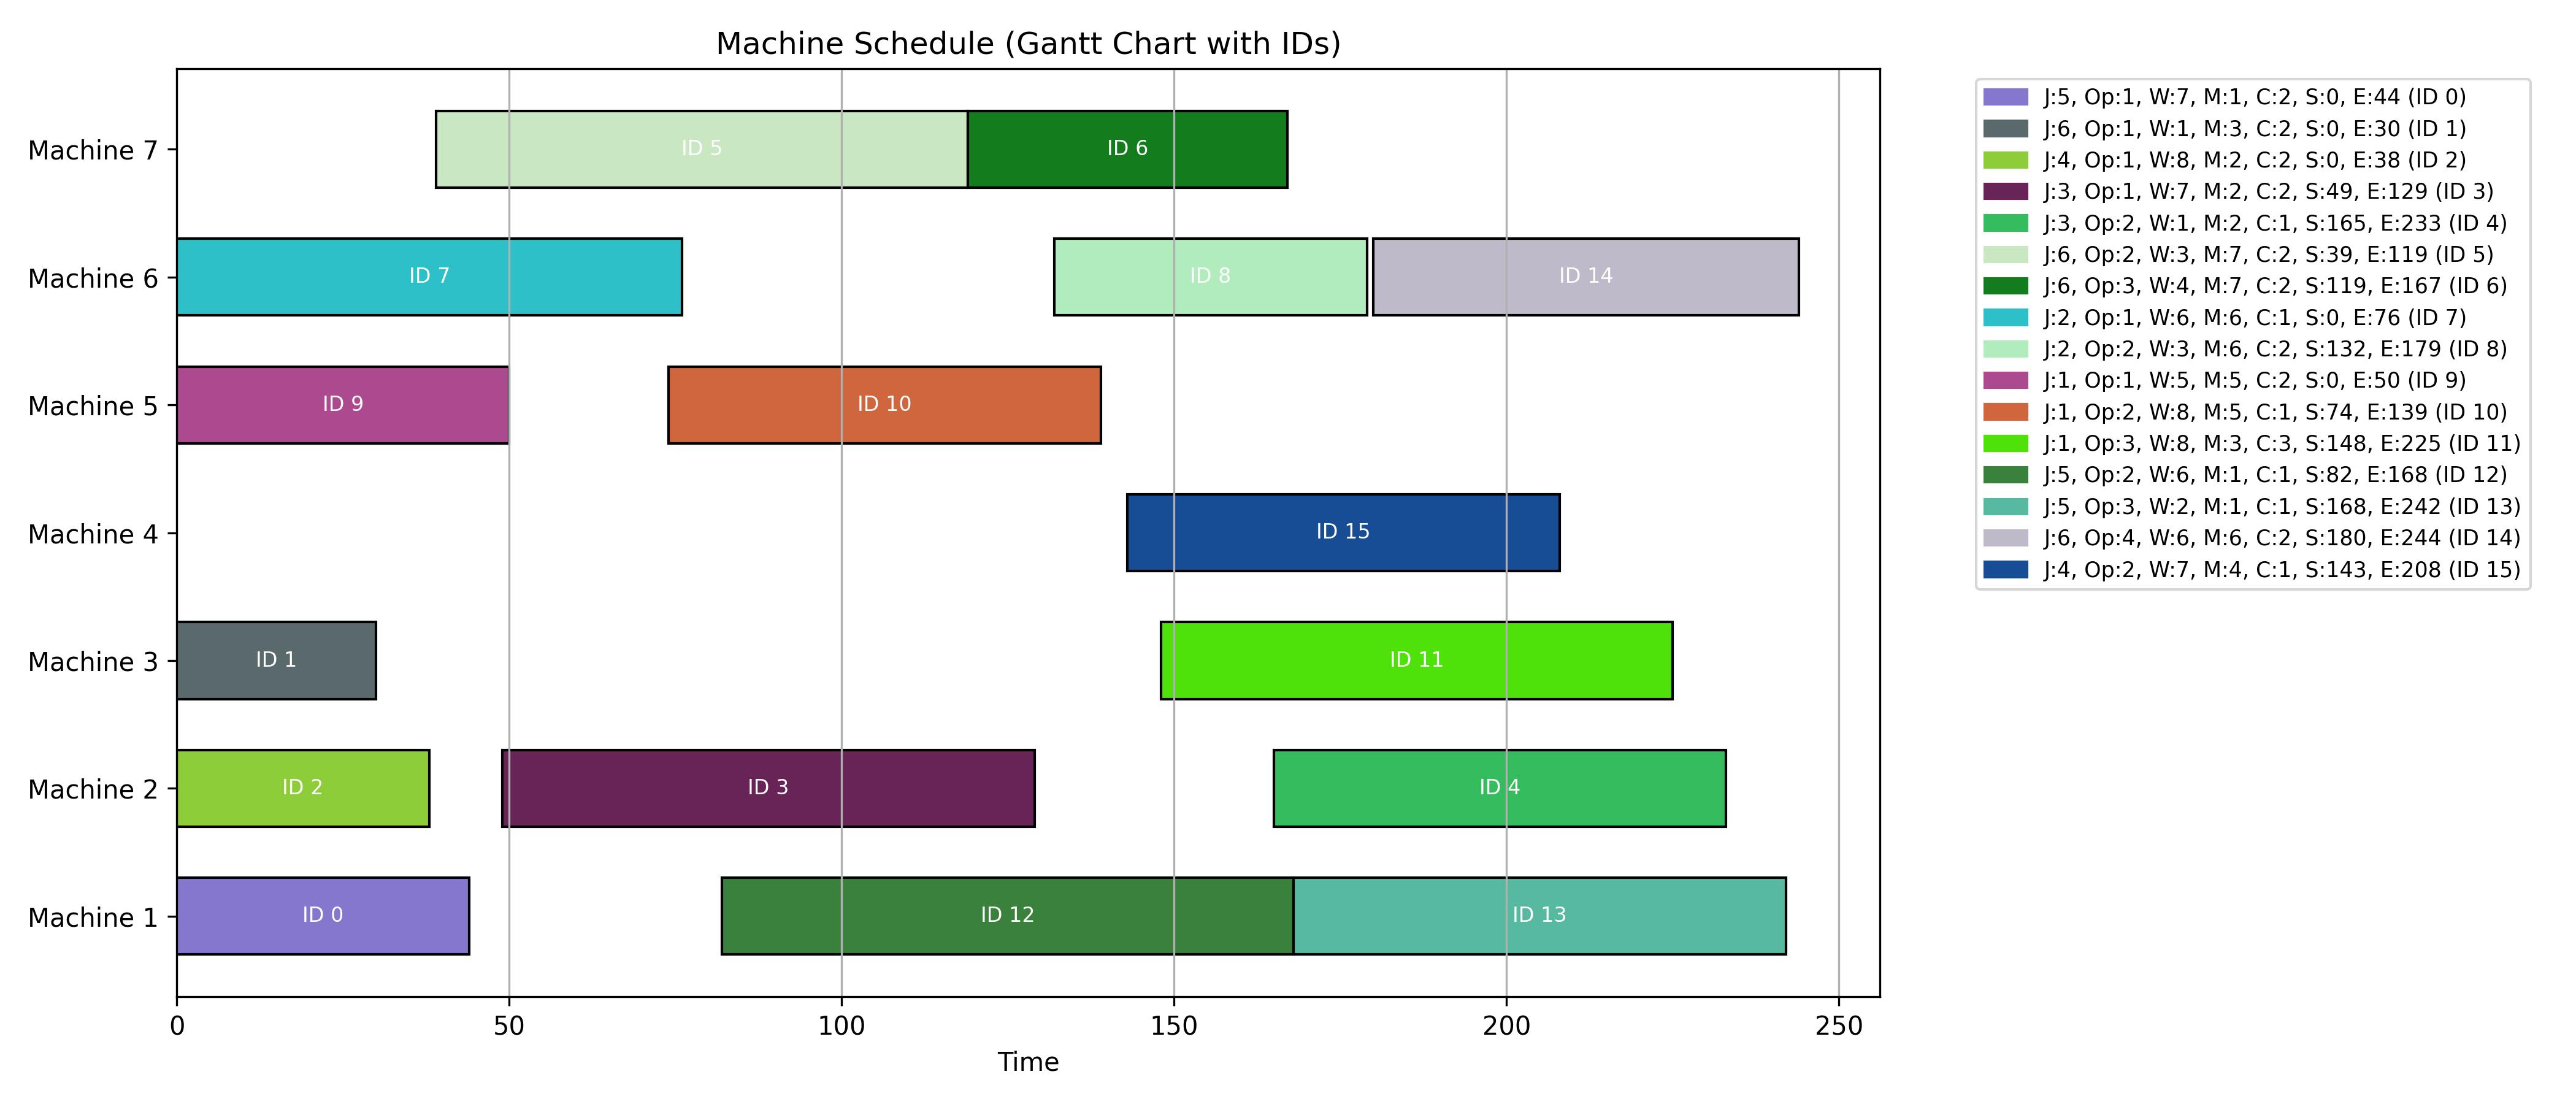 Machine Schedule (Gantt Chart with IDs)
Machine 7
ID 5
ID 6
Machine 6
ID 7
ID 8
ID 14
Machine 5
ID 9
ID 10
Machine 4
ID 15
Machine 3
ID 1
ID 11
Machine 2
ID 2
ID 3
ID 4
Machine 1
ID 0
ID 12
ID 13
0 50 100 150 200 250
Time
J:5, Op:1, W:7, M:1, C:2, S:0, E:44 (ID 0)
J:6, Op:1, W:1, M:3, C:2, S:0, E:30 (ID 1)
J:4, Op:1, W:8, M:2, C:2, S:0, E:38 (ID 2)
J:3, Op:1, W:7, M:2, C:2, S:49, E:129 (ID 3)
J:3, Op:2, W:1, M:2, C:1, S:165, E:233 (ID 4)
J:6, Op:2, W:3, M:7, C:2, S:39, E:119 (ID 5)
J:6, Op:3, W:4, M:7, C:2, S:119, E:167 (ID 6)
J:2, Op:1, W:6, M:6, C:1, S:0, E:76 (ID 7)
J:2, Op:2, W:3, M:6, C:2, S:132, E:179 (ID 8)
J:1, Op:1, W:5, M:5, C:2, S:0, E:50 (ID 9)
J:1, Op:2, W:8, M:5, C:1, S:74, E:139 (ID 10)
J:1, Op:3, W:8, M:3, C:3, S:148, E:225 (ID 11)
J:5, Op:2, W:6, M:1, C:1, S:82, E:168 (ID 12)
J:5, Op:3, W:2, M:1, C:1, S:168, E:242 (ID 13)
J:6, Op:4, W:6, M:6, C:2, S:180, E:244 (ID 14)
J:4, Op:2, W:7, M:4, C:1, S:143, E:208 (ID 15)